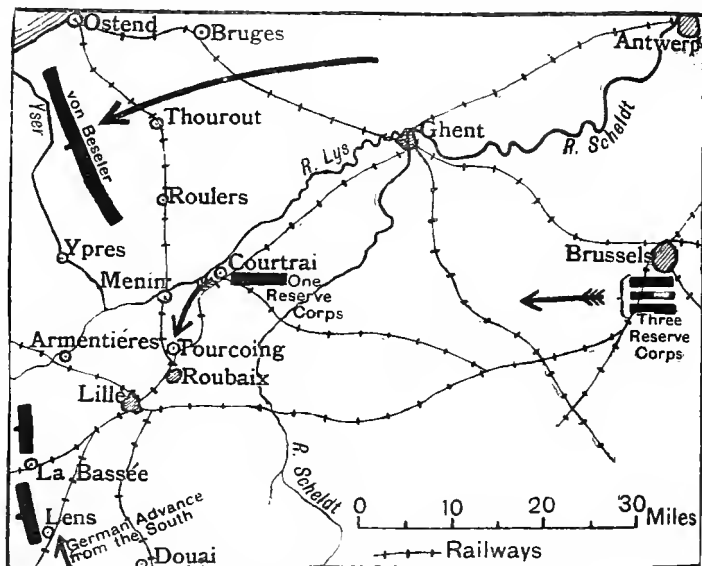 Ostend
Bruges
Antwerp
Yser
von Beseler
Thourout
Ghent
R. Lys
R. Scheldt
Roulers
Ypres
Courtrai
Brussels
Menin
One
Reserve
Corps
Three
Reserve
Corps
Armentiéres
Tourcoing
Roubaix
Lille
La Bassée
R. Scheldt
Lens
German Advance
from the South
Douai
0 10 20 30 Miles
Railways